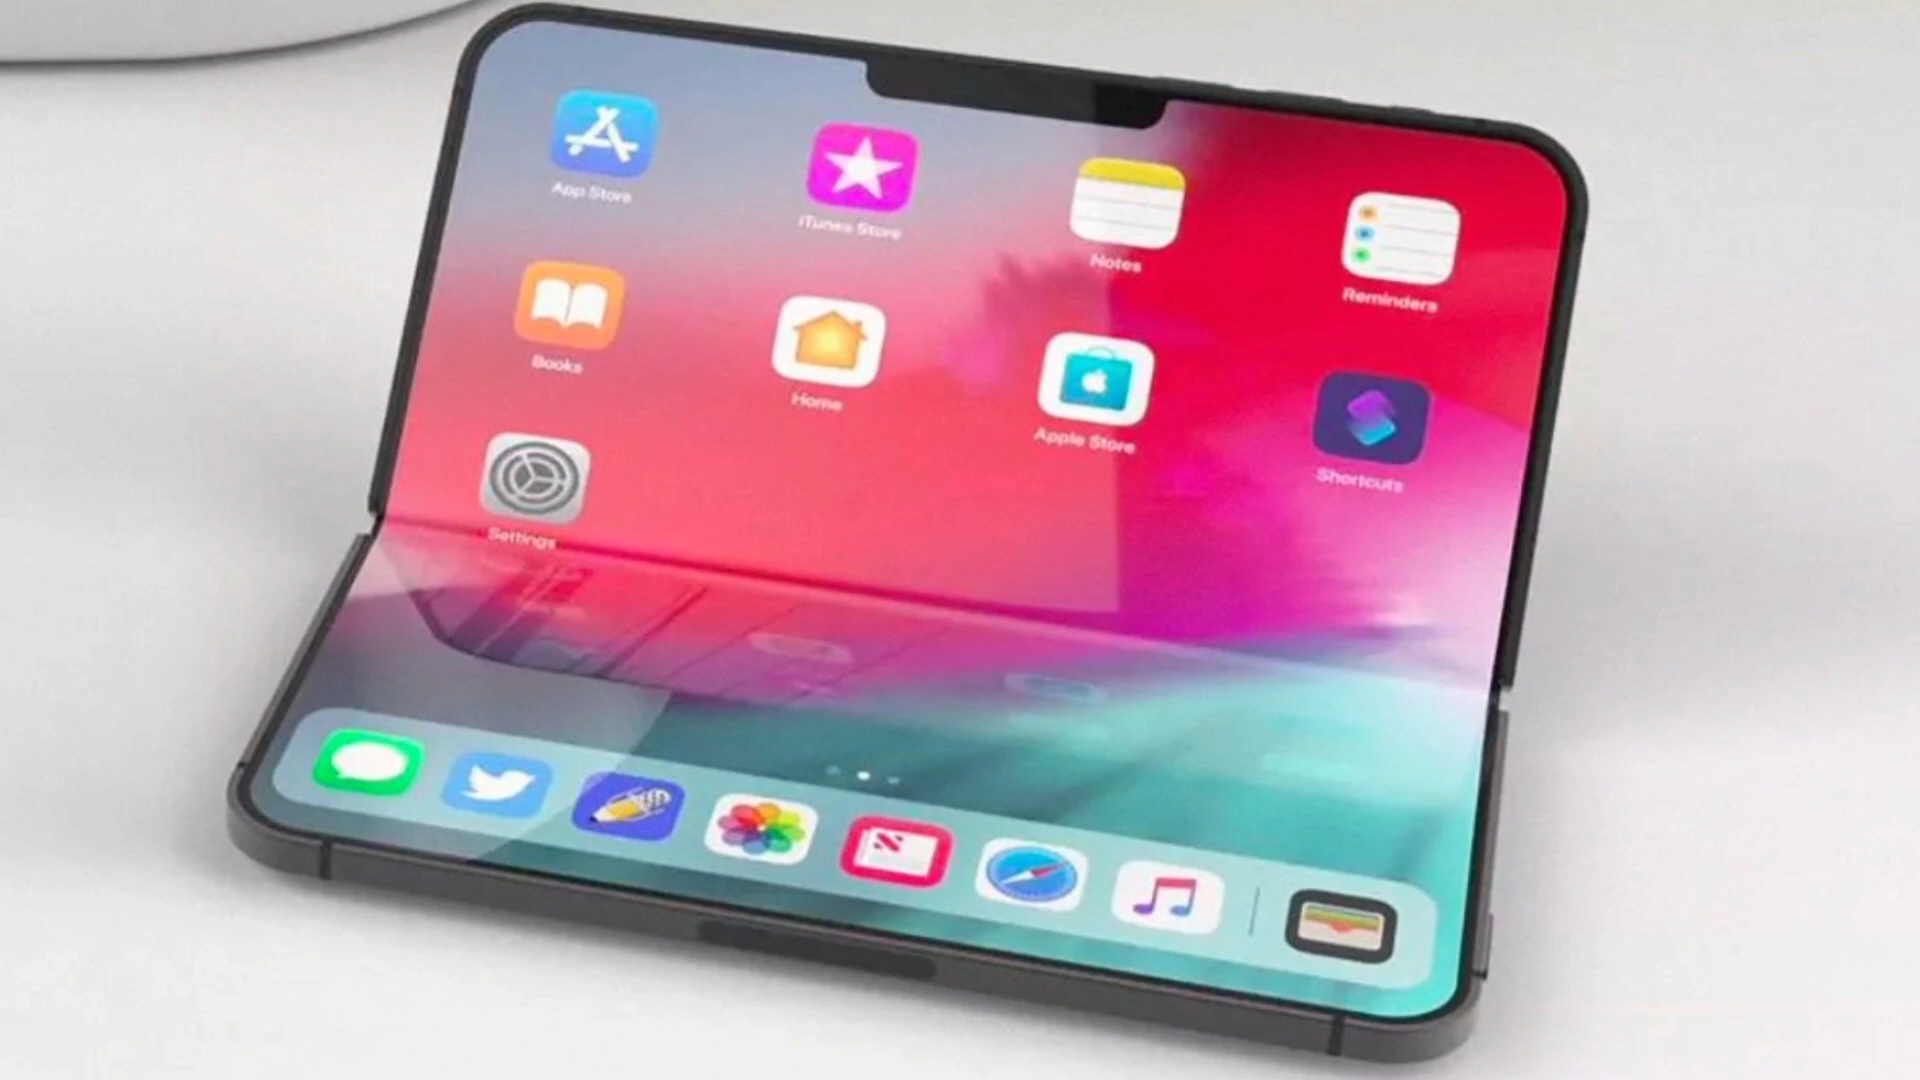 App Store
iTunes Store
Notes
Reminders
Books
Home
Apple Store
Shortcuts
Settings